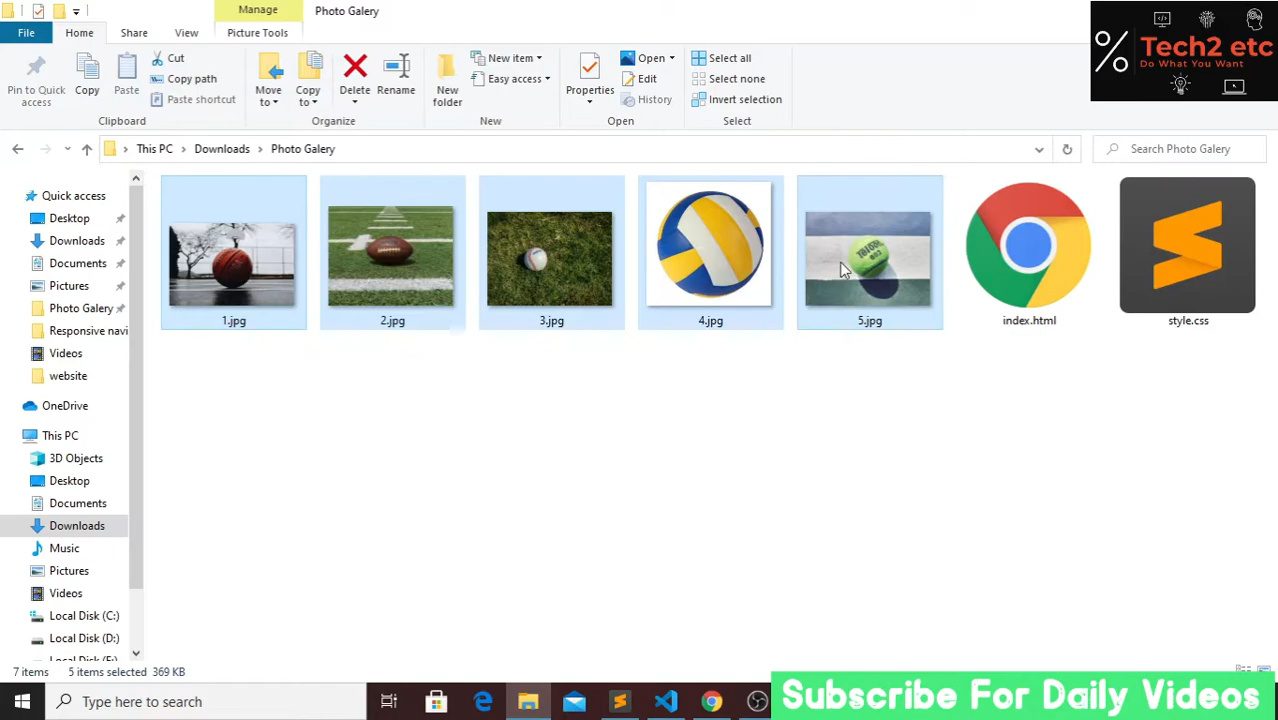 Manage
Photo Galery
File
Home
Share
View
Picture Tools
Pin to Quick
access
Copy
Paste
Cut
Copy path
Paste shortcut
Clipboard
Move
to
Copy
to
Delete
Rename
Organize
New
folder
New item
Easy access
New
Properties
Open
Edit
History
Open
Select all
Select none
Invert selection
Select
Tech2 etc
Do What You Want
This PC
Downloads
Photo Galery
Search Photo Galery
Quick access
Desktop
Downloads
Documents
Pictures
Photo Galery
Responsive navi
Videos
website
OneDrive
This PC
3D Objects
Desktop
Documents
Downloads
Music
Pictures
Videos
Local Disk (C:)
Local Disk (D:)
1.jpg
2.jpg
3.jpg
4.jpg
5.jpg
index.html
style.css
7 items
5 items selected 369 KB
Type here to search
Subscribe For Daily Videos